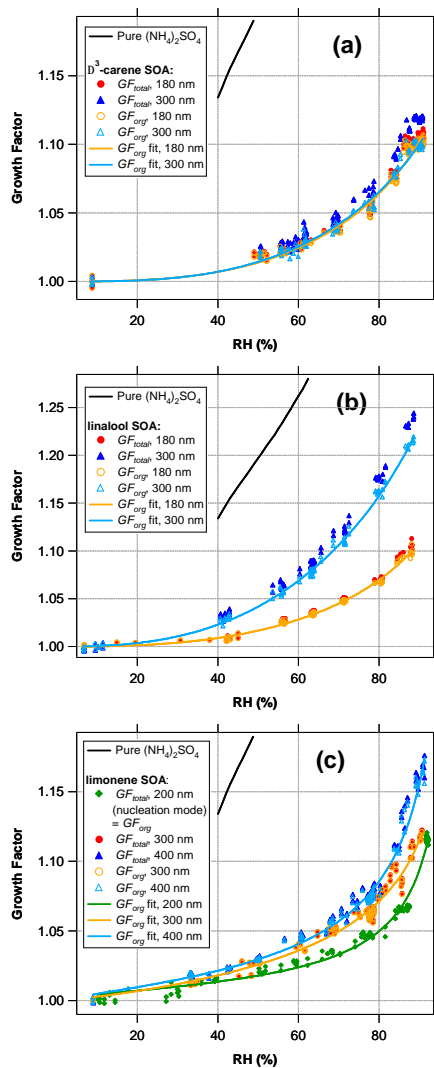 (a)
Pure (NH4)2SO4
D3-carene SOA:
GFtotal, 180 nm
GFtotal, 300 nm
GForg, 180 nm
GForg, 300 nm
GForg fit, 180 nm
GForg fit, 300 nm
Growth Factor
1.15
1.10
1.05
1.00
0
20
40
60
80
RH (%)
(b)
Pure (NH4)2SO4
linalool SOA:
GFtotal, 180 nm
GFtotal, 300 nm
GForg, 180 nm
GForg, 300 nm
GForg fit, 180 nm
GForg fit, 300 nm
Growth Factor
1.25
1.20
1.15
1.10
1.05
1.00
0
20
40
60
80
RH (%)
(c)
Pure (NH4)2SO4
limonene SOA:
GFtotal, 200 nm
(nucleation mode)
= GForg
GFtotal, 300 nm
GFtotal, 400 nm
GForg, 300 nm
GForg, 400 nm
GForg fit, 200 nm
GForg fit, 300 nm
GForg fit, 400 nm
Growth Factor
1.15
1.10
1.05
1.00
0
20
40
60
80
RH (%)